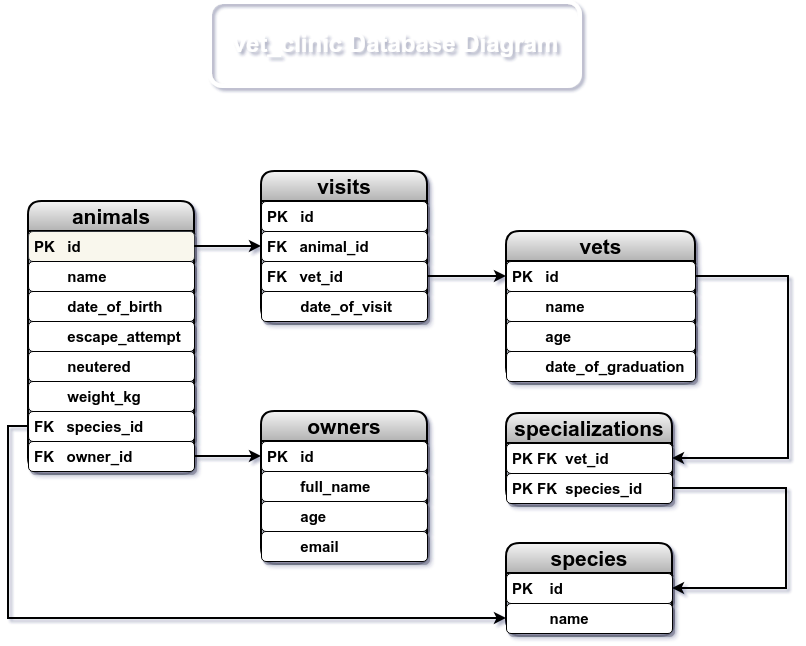 vet_clinic Database Diagram
animals
PK id
name
date_of_birth
escape_attempt
neutered
weight_kg
FK species_id
FK owner_id
visits
PK id
FK animal_id
FK vet_id
date_of_visit
owners
PK id
full_name
age
email
vets
PK id
name
age
date_of_graduation
specializations
PK FK vet_id
PK FK species_id
species
PK id
name